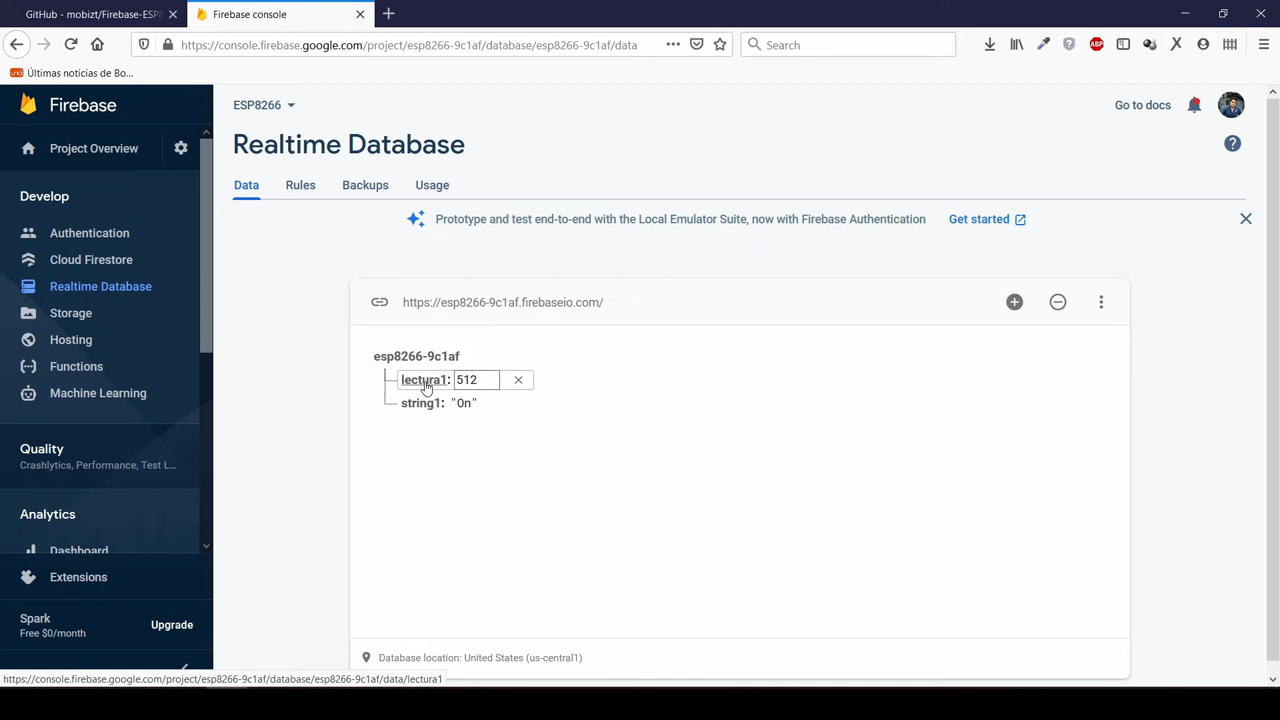 GitHub - mobizt/Firebase-ESP8
Firebase console
https://console.firebase.google.com/project/esp8266-9c1af/database/esp8266-9c1af/data
Search
ABP
Últimas noticias de Bo...
Firebase
ESP8266
Go to docs
Project Overview
Realtime Database
Develop
Data
Rules
Backups
Usage
Prototype and test end-to-end with the Local Emulator Suite, now with Firebase Authentication
Get started
Authentication
Cloud Firestore
Realtime Database
Storage
Hosting
Functions
Machine Learning
https://esp8266-9c1af.firebaseio.com/
esp8266-9c1af
lectura1: 512
string1: "On"
Quality
Crashlytics, Performance, Test L...
Analytics
Dashboard
Extensions
Spark
Free $0/month
Upgrade
Database location: United States (us-central1)
https://console.firebase.google.com/project/esp8266-9c1af/database/esp8266-9c1af/data/lectura1